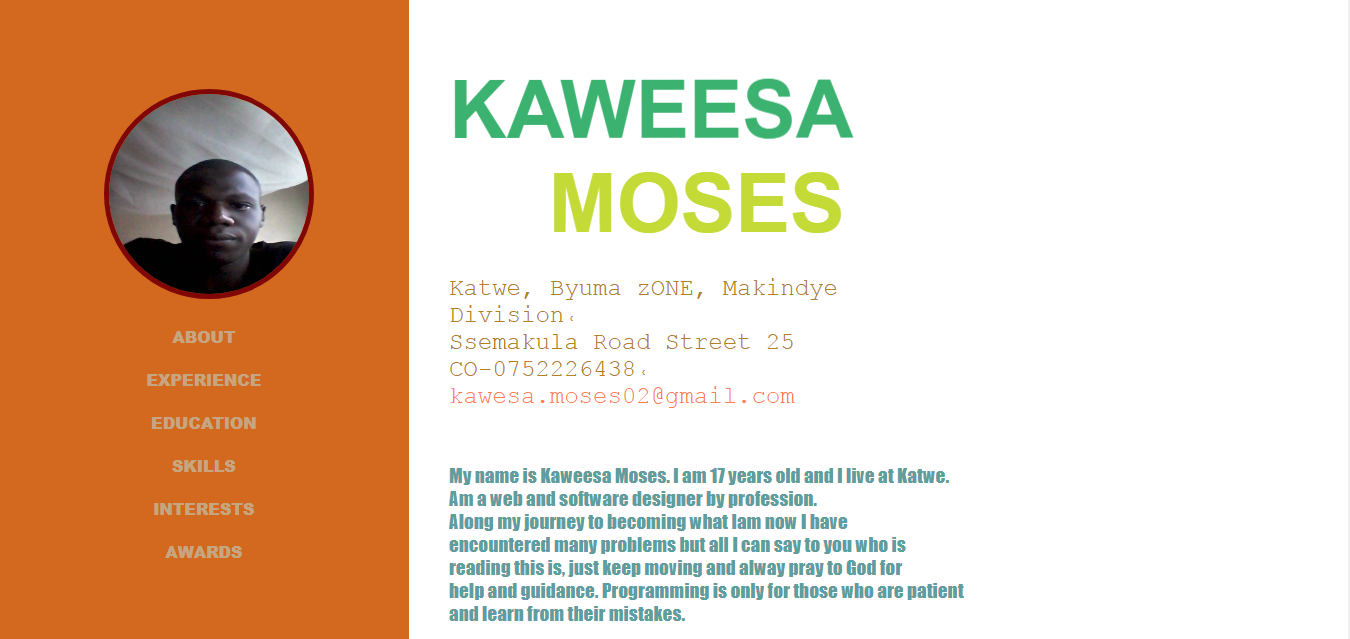 KAWEESA
MOSES
Katwe, Byuma zONE, Makindye
Division،
Ssemakula Road Street 25
CO-0752226438،
kawesa.moses02@gmail.com
My name is Kaweesa Moses. I am 17 years old and I live at Katwe.
Am a web and software designer by profession.
Along my journey to becoming what Iam now I have
encountered many problems but all I can say to you who is
reading this is, just keep moving and alway pray to God for
help and guidance. Programming is only for those who are patient
and learn from their mistakes.
ABOUT
EXPERIENCE
EDUCATION
SKILLS
INTERESTS
AWARDS